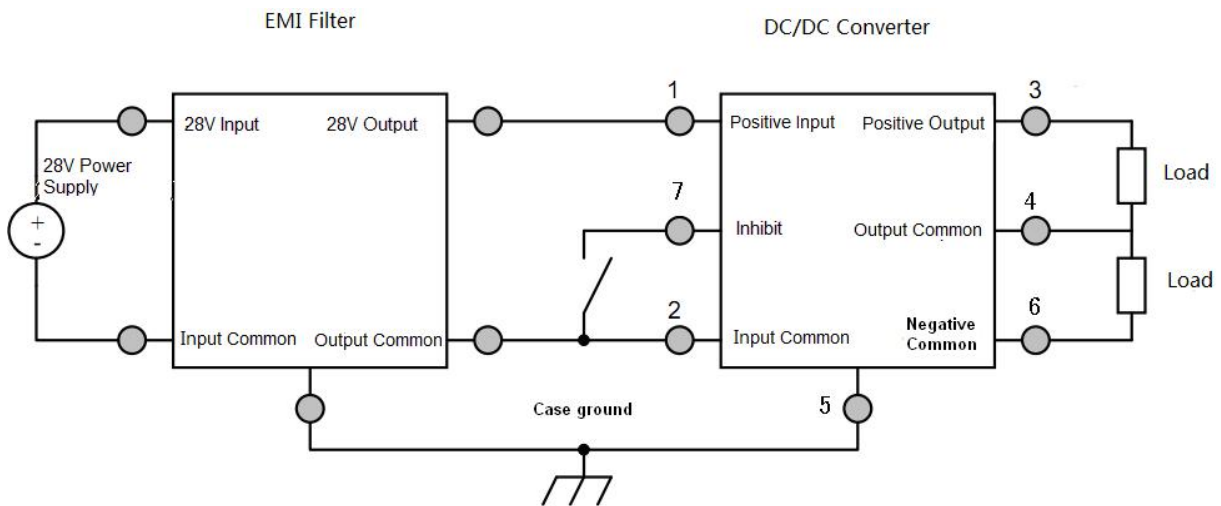 EMI Filter
DC/DC Converter
28V Power
Supply
+
-
28V Input
28V Output
Input Common
Output Common
1
7
2
Positive Input
Positive Output
Inhibit
Output Common
Input Common
Negative
Common
3
4
6
5
Load
Load
Case ground